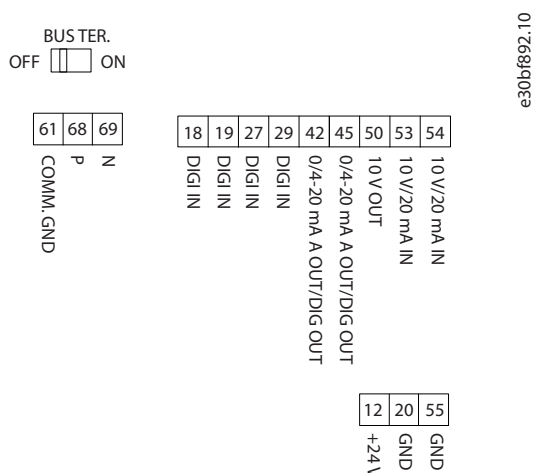 BUS TER.
OFF ON
e30bf892.10
61 68 69
COMM. GND
P
N
18 19 27 29 42 45 50 53 54
DIGI IN
DIGI IN
DIGI IN
DIGI IN
0/4-20 mA A OUT/DIG OUT
0/4-20 mA A OUT/DIG OUT
10 V OUT
10 V/20 mA IN
10 V/20 mA IN
12 20 55
+24 V
GND
GND